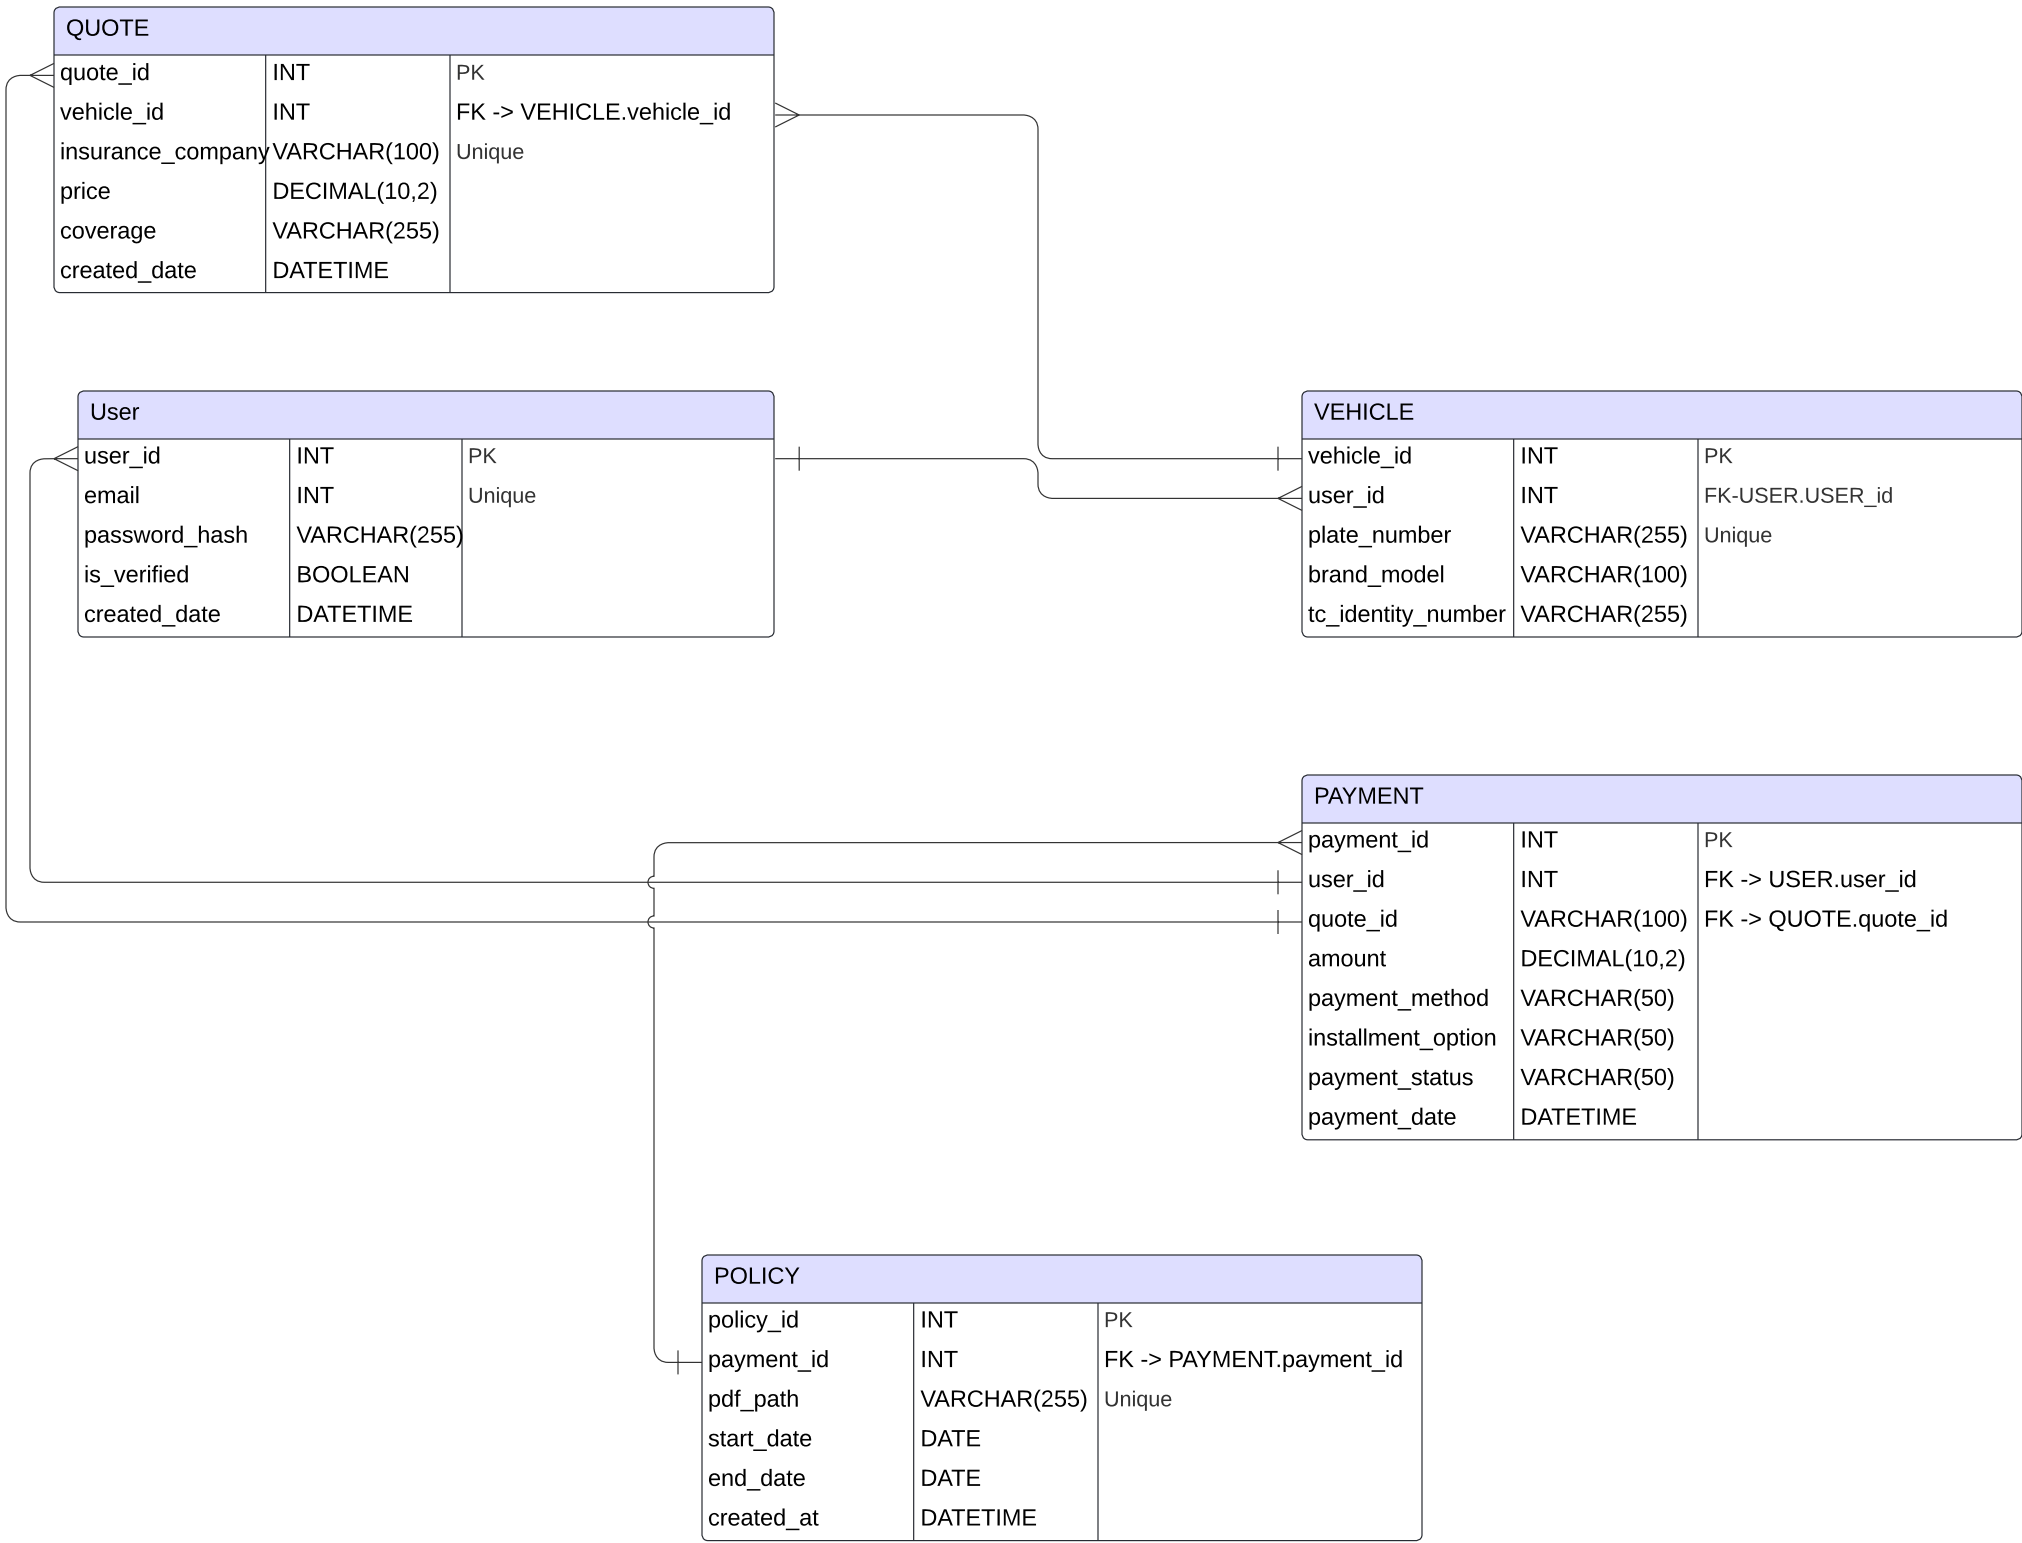 QUOTE
quote_id INT PK
vehicle_id INT FK -> VEHICLE.vehicle_id
insurance_company VARCHAR(100) Unique
price DECIMAL(10,2)
coverage VARCHAR(255)
created_date DATETIME
User
user_id INT PK
email INT Unique
password_hash VARCHAR(255)
is_verified BOOLEAN
created_date DATETIME
VEHICLE
vehicle_id INT PK
user_id INT FK-USER.USER_id
plate_number VARCHAR(255) Unique
brand_model VARCHAR(100)
tc_identity_number VARCHAR(255)
PAYMENT
payment_id INT PK
user_id INT FK -> USER.user_id
quote_id VARCHAR(100) FK -> QUOTE.quote_id
amount DECIMAL(10,2)
payment_method VARCHAR(50)
installment_option VARCHAR(50)
payment_status VARCHAR(50)
payment_date DATETIME
POLICY
policy_id INT PK
payment_id INT FK -> PAYMENT.payment_id
pdf_path VARCHAR(255) Unique
start_date DATE
end_date DATE
created_at DATETIME